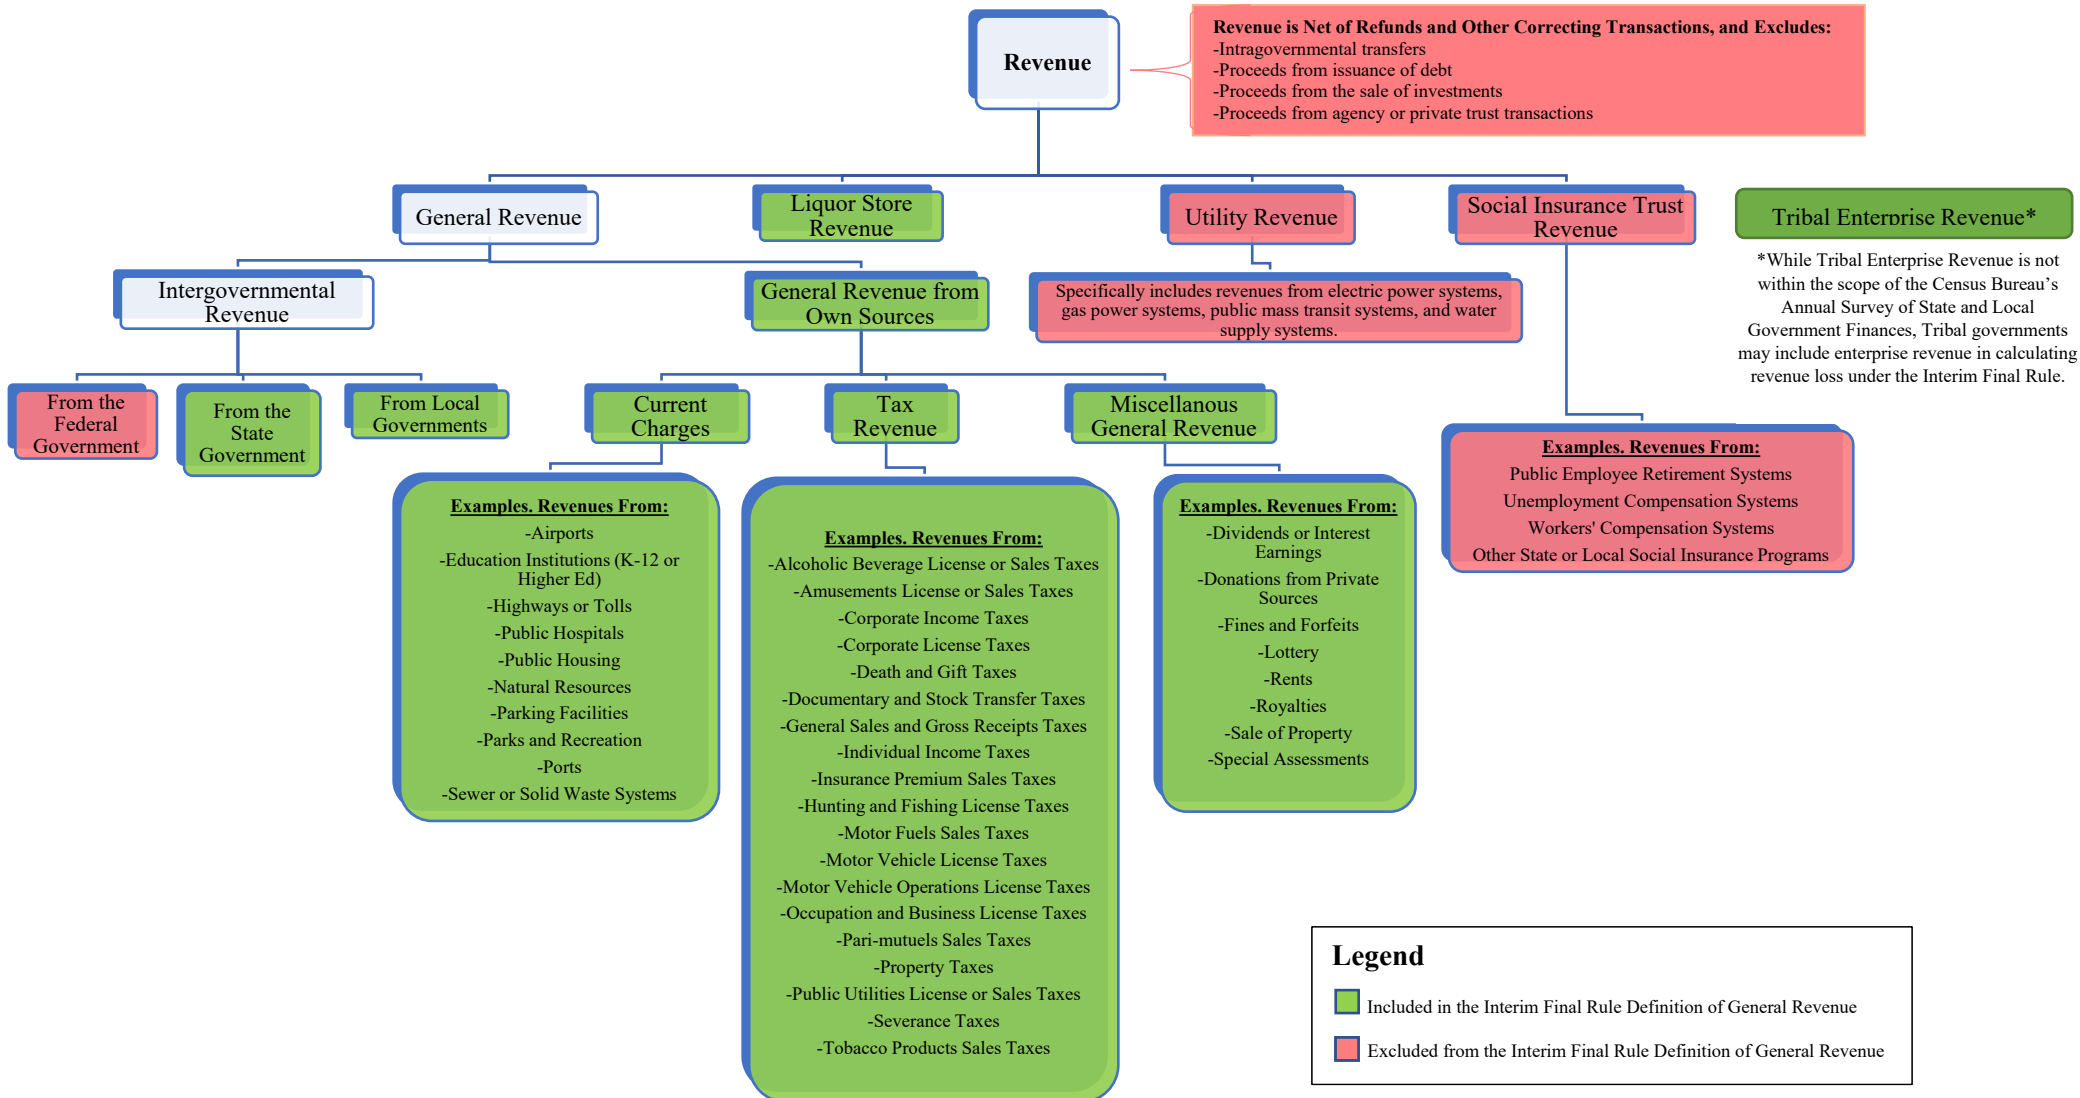 Revenue
Revenue is Net of Refunds and Other Correcting Transactions, and Excludes:
-Intragovernmental transfers
-Proceeds from issuance of debt
-Proceeds from the sale of investments
-Proceeds from agency or private trust transactions
General Revenue
Liquor Store
Revenue
Utility Revenue
Social Insurance Trust
Revenue
Tribal Enterprise Revenue*
*While Tribal Enterprise Revenue is not
within the scope of the Census Bureau’s
Annual Survey of State and Local
Government Finances, Tribal governments
may include enterprise revenue in calculating
revenue loss under the Interim Final Rule.
Intergovernmental
Revenue
General Revenue from
Own Sources
Specifically includes revenues from electric power systems,
gas power systems, public mass transit systems, and water
supply systems.
From the
Federal
Government
From the
State
Government
From Local
Governments
Current
Charges
Tax
Revenue
Miscellanous
General Revenue
Examples. Revenues From:
-Airports
-Education Institutions (K-12 or
Higher Ed)
-Highways or Tolls
-Public Hospitals
-Public Housing
-Natural Resources
-Parking Facilities
-Parks and Recreation
-Ports
-Sewer or Solid Waste Systems
Examples. Revenues From:
-Alcoholic Beverage License or Sales Taxes
-Amusements License or Sales Taxes
-Corporate Income Taxes
-Corporate License Taxes
-Death and Gift Taxes
-Documentary and Stock Transfer Taxes
-General Sales and Gross Receipts Taxes
-Individual Income Taxes
-Insurance Premium Sales Taxes
-Hunting and Fishing License Taxes
-Motor Fuels Sales Taxes
-Motor Vehicle License Taxes
-Motor Vehicle Operations License Taxes
-Occupation and Business License Taxes
-Pari-mutuels Sales Taxes
-Property Taxes
-Public Utilities License or Sales Taxes
-Severance Taxes
-Tobacco Products Sales Taxes
Examples. Revenues From:
-Dividends or Interest
Earnings
-Donations from Private
Sources
-Fines and Forfeits
-Lottery
-Rents
-Royalties
-Sale of Property
-Special Assessments
Examples. Revenues From:
Public Employee Retirement Systems
Unemployment Compensation Systems
Workers' Compensation Systems
Other State or Local Social Insurance Programs
Legend
Included in the Interim Final Rule Definition of General Revenue
Excluded from the Interim Final Rule Definition of General Revenue